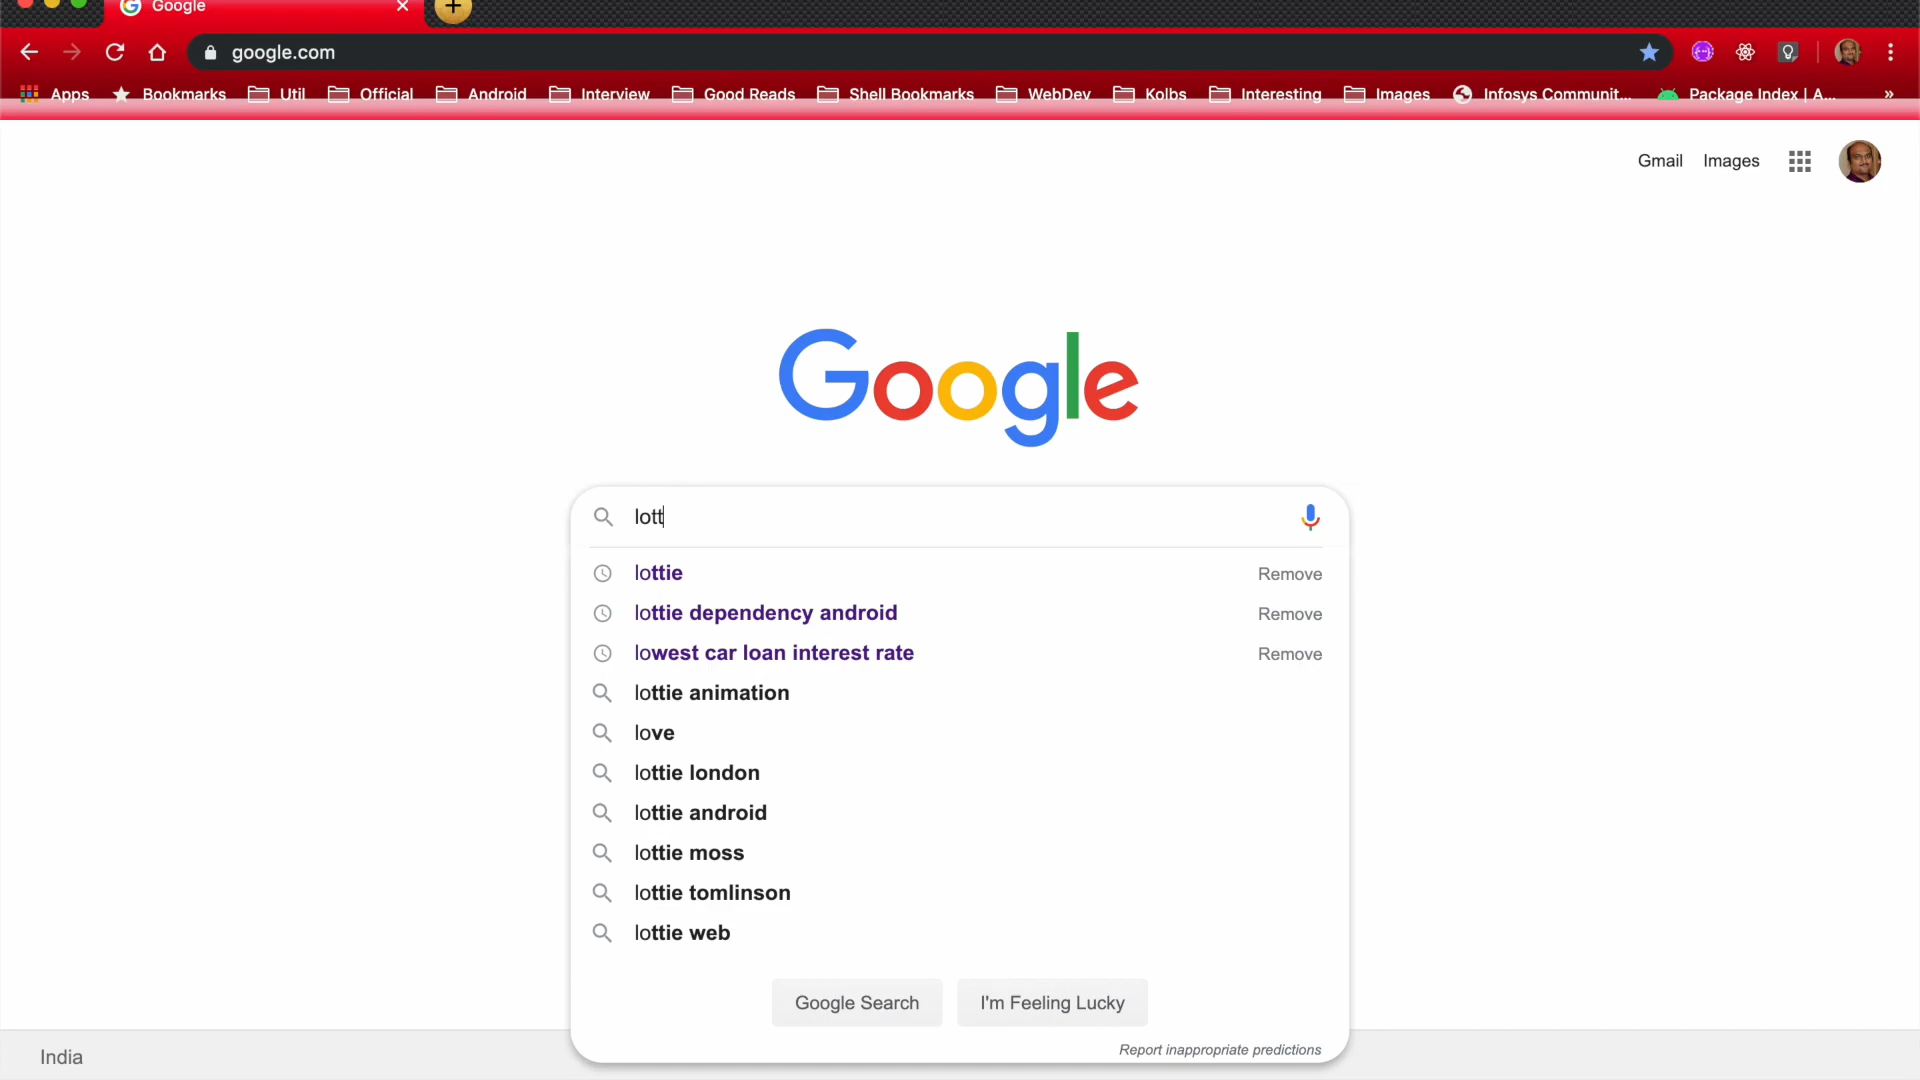 Google
google.com
Apps Bookmarks Util Official Android Interview Good Reads Shell Bookmarks WebDev Kolbs Interesting Images Infosys Communit... Package Index | A... »
Gmail Images
Google
lott
lottie Remove
lottie dependency android Remove
lowest car loan interest rate Remove
lottie animation
love
lottie london
lottie android
lottie moss
lottie tomlinson
lottie web
Google Search I'm Feeling Lucky
Report inappropriate predictions
India